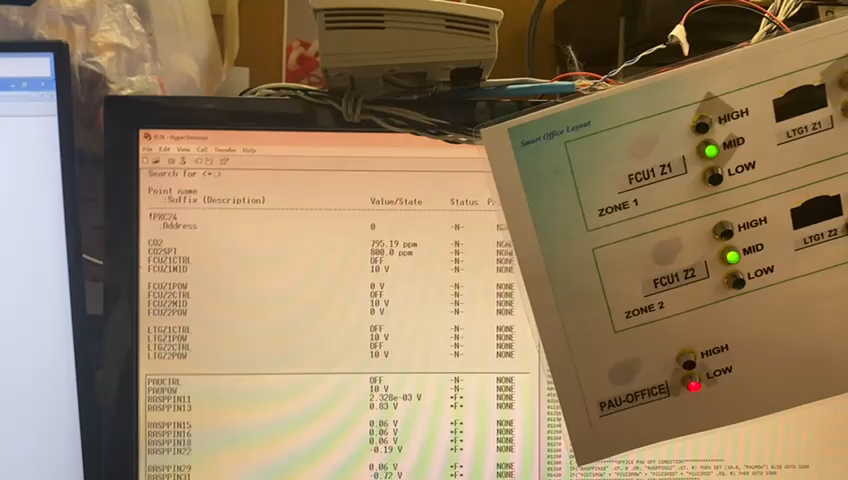 BCN - HyperTerminal
File Edit View Call Transfer Help
Search for <*:>
Point name
:Suffix (Description) Value/State Status
!PXC24
:Address 0 -N-
CO2 795.19 ppm -N- NONE
CO2SPT 800.0 ppm -N- NONE
FCUZ1CTRL OFF -N- NONE
FCUZ1MID 10 V -N- NONE
FCUZ1POW 0 V -N- NONE
FCUZ2CTRL OFF -N- NONE
FCUZ2MID 10 V -N- NONE
FCUZ2POW 0 V -N- NONE
LTGZ1CTRL OFF -N- NONE
LTGZ1POW 10 V -N- NONE
LTGZ2CTRL OFF -N- NONE
LTGZ2POW 10 V -N- NONE
PAUCTRL OFF -N- NONE
PAUPOW 10 V -N- NONE
RASPPIN11 2.328e-03 V *F* NONE
RASPPIN13 0.83 V *F* NONE
RASPPIN15 0.06 V *F* NONE
RASPPIN16 0.06 V *F* NONE
RASPPIN18 0.06 V *F* NONE
RASPPIN22 -0.19 V *F* NONE
RASPPIN29 0.06 V *F* NONE
RASPPIN31 -0.72 V *F* NONE
Smart Office Layout
FCU1 Z1
HIGH
MID
LOW
LTG1 Z1
ZONE 1
FCU1 Z2
HIGH
MID
LOW
LTG1 Z2
ZONE 2
PAU-OFFICE
HIGH
LOW